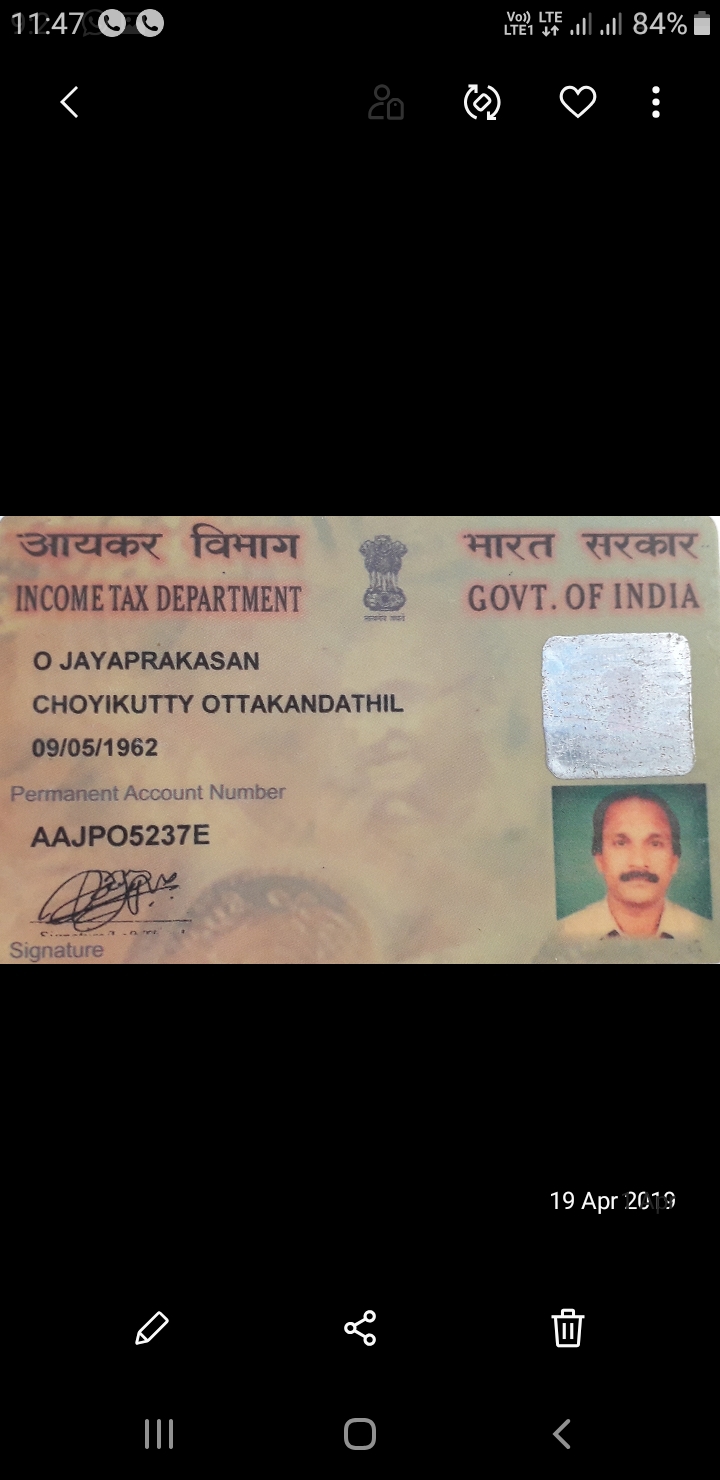 11:47
Vo) LTE
LTE1
84%
आयकर विभाग
भारत सरकार
INCOME TAX DEPARTMENT
GOVT. OF INDIA
सत्यमेव जयते
O JAYAPRAKASAN
CHOYIKUTTY OTTAKANDATHIL
09/05/1962
Permanent Account Number
AAJPO5237E
Signature
19 Apr 2019